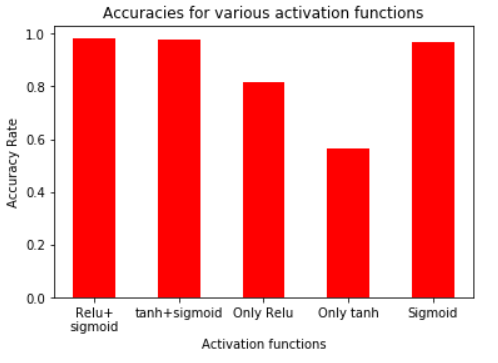 Accuracies for various activation functions
Accuracy Rate
1.0
0.8
0.6
0.4
0.2
0.0
Relu+ tanh+sigmoid Only Relu Only tanh Sigmoid
sigmoid
Activation functions